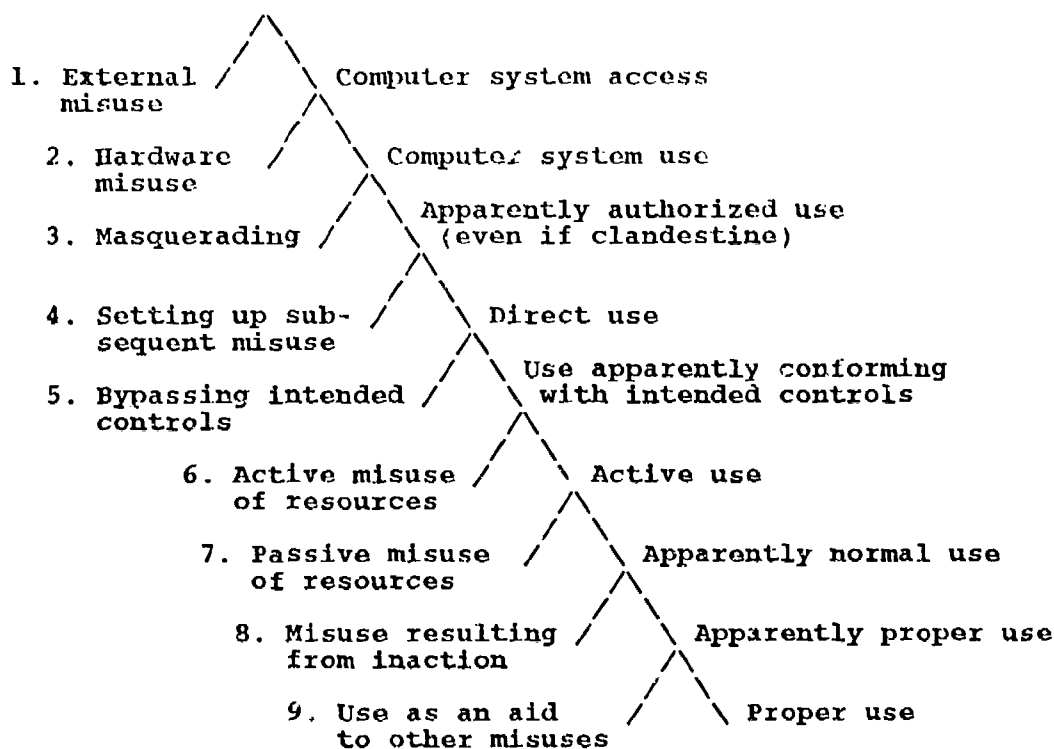 1. External Computer system access
misuse
2. Hardware Computer system use
misuse
Apparently authorized use
3. Masquerading (even if clandestine)
4. Setting up sub- Direct use
sequent misuse
Use apparently conforming
5. Bypassing intended with intended controls
controls
6. Active misuse Active use
of resources
7. Passive misuse Apparently normal use
of resources
8. Misuse resulting Apparently proper use
from inaction
9. Use as an aid Proper use
to other misuses